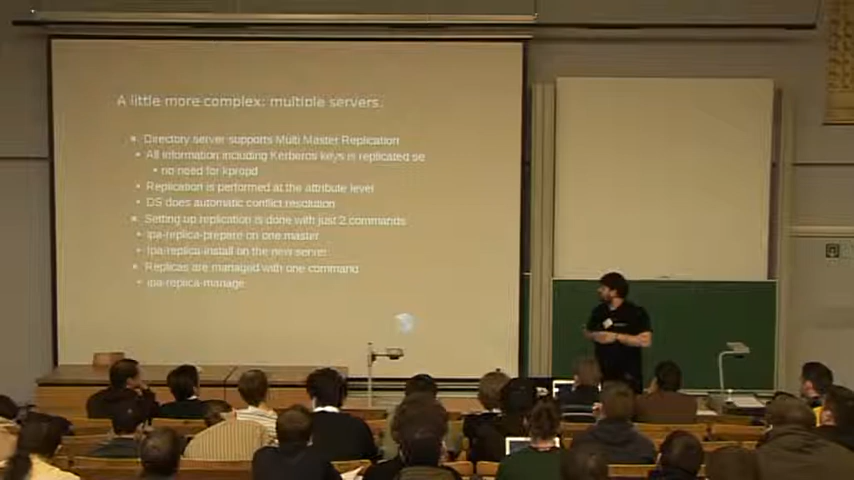 A little more complex: multiple servers.
Directory server supports Multi Master Replication
All information including Kerberos keys is replicated se
no need for kpropd
Replication is performed at the attribute level
DS does automatic conflict resolution
Setting up replication is done with just 2 commands
ipa-replica-prepare on one master
ipa-replica-install on the new server
Replicas are managed with one command
ipa-replica-manage